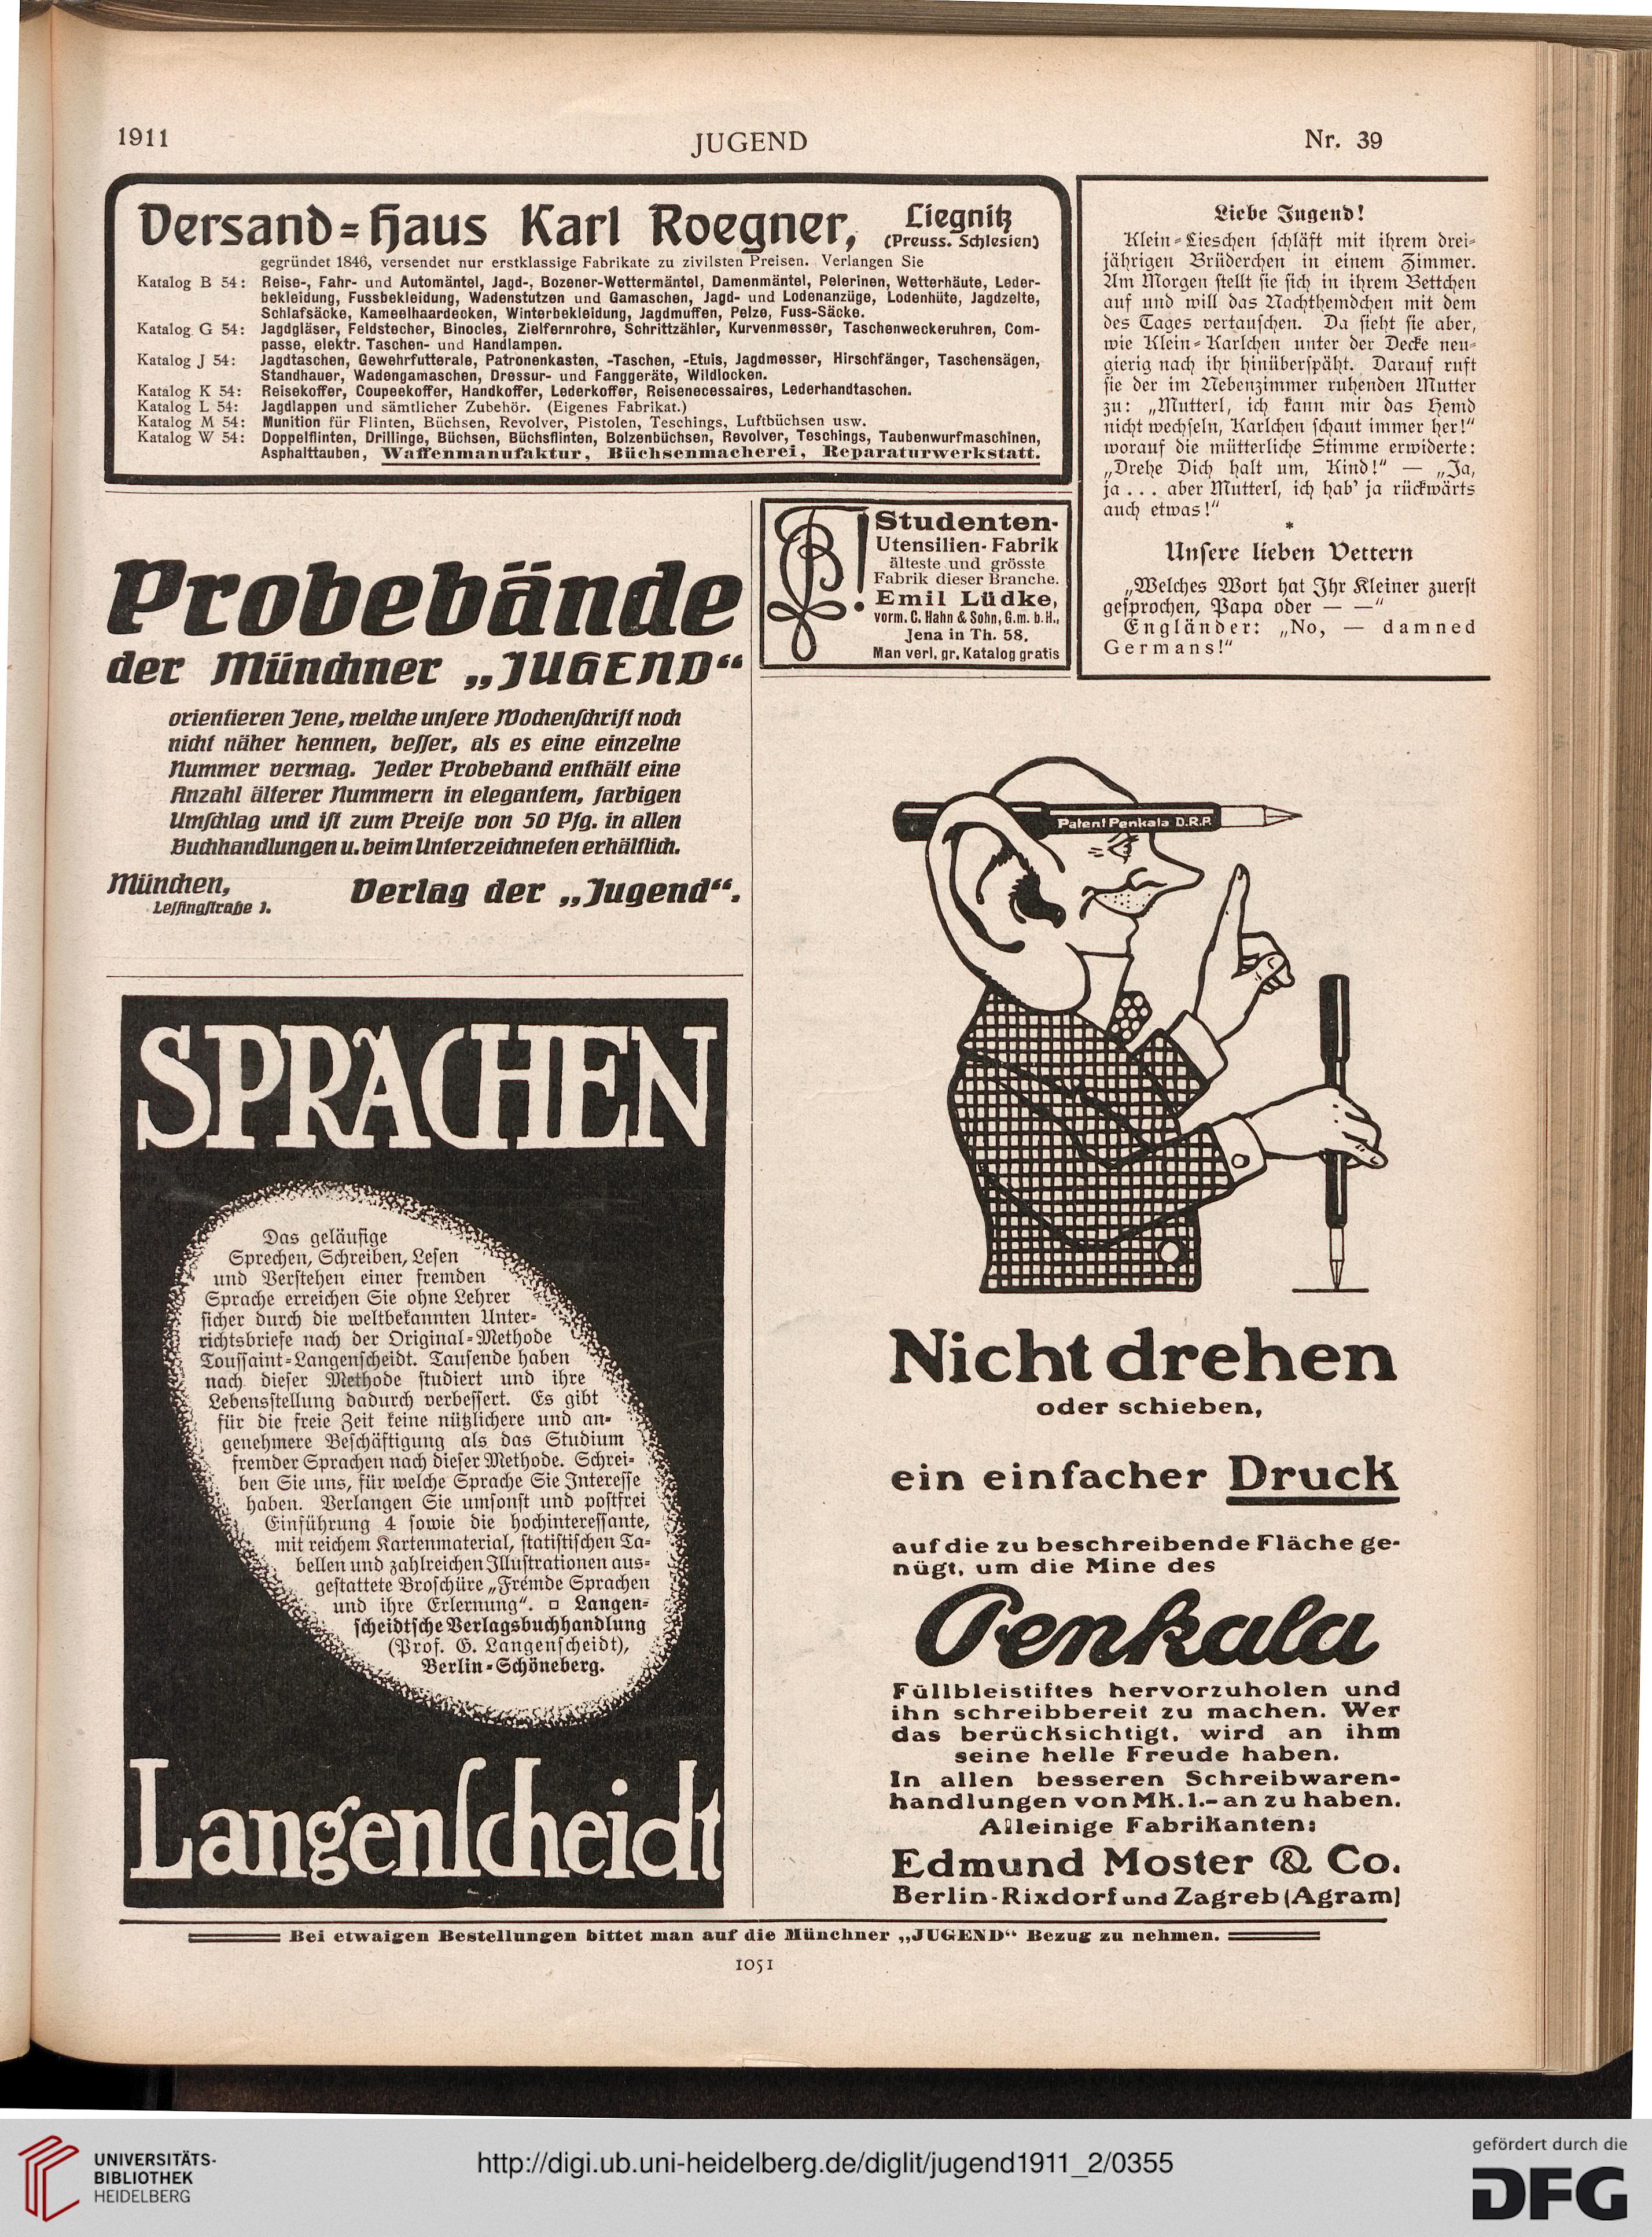 1911
JUGEND
Nr. 39
Versand=Haus Karl Roegner, Liegnitz
(Preuss. Schlesien)
gegründet 1846, versendet nur erstklassige Fabrikate zu zivilsten Preisen. Verlangen Sie
Katalog B 54: Reise-, Fahr- und Automäntel, Jagd-, Bozener-Wettermäntel, Damenmäntel, Pelerinen, Wetterhäute, Leder-
bekleidung, Fussbekleidung, Wadenstutzen und Gamaschen, Jagd- und Lodenanzüge, Lodenhüte, Jagdzelte,
Schlafsäcke, Kameelhaardecken, Winterbekleidung, Jagdmuffen, Pelze, Fuss-Säcke.
Katalog G 54: Jagdgläser, Feldstecher, Binocles, Zielfernrohre, Schrittzähler, Kurvenmesser, Taschenweckeruhren, Com-
passe, elektr. Taschen- und Handlampen.
Katalog J 54: Jagdtaschen, Gewehrfutterale, Patronenkasten, -Taschen, -Etuis, Jagdmesser, Hirschfänger, Taschensägen,
Standhauer, Wadengamaschen, Dressur- und Fanggeräte, Wildlocken.
Katalog K 54: Reisekoffer, Coupeekoffer, Handkoffer, Lederkoffer, Reisenecessaires, Lederhandtaschen.
Katalog L 54: Jagdlappen und sämtlicher Zubehör. (Eigenes Fabrikat.)
Katalog M 54: Munition für Flinten, Büchsen, Revolver, Pistolen, Teschings, Luftbüchsen usw.
Katalog W 54: Doppelflinten, Drillinge, Büchsen, Büchsflinten, Bolzenbüchsen, Revolver, Teschings, Taubenwurfmaschinen,
Asphalttauben, Waffenmanufaktur, Büchsenmacherei, Reparaturwerkstatt.
Probebände
der Münchner „JUGEND“
orientieren Jene, welche unsere Wochenschrift noch
nicht näher kennen, besser, als es eine einzelne
Nummer vermag. Jeder Probeband enthält eine
Anzahl älterer Nummern in elegantem, farbigen
Umschlag und ist zum Preise von 50 Pfg. in allen
Buchhandlungen u. beim Unterzeichneten erhältlich.
München,
Lessingstraße 1.
Verlag der „Jugend“.
Studenten-
Utensilien-Fabrik
älteste und grösste
Fabrik dieser Branche.
Emil Lüdke,
vorm. C. Hahn & Sohn, G.m.b.H.,
Jena in Th. 58.
Man verl. gr. Katalog gratis
Liebe Jugend!
Klein-Lieschen schläft mit ihrem drei-
jährigen Brüderchen in einem Zimmer.
Am Morgen stellt sie sich in ihrem Bettchen
auf und will das Nachthemdchen mit dem
des Tages vertauschen. Da sieht sie aber,
wie Klein-Karlchen unter der Decke neu-
gierig nach ihr hinüberspäht. Darauf ruft
sie der im Nebenzimmer ruhenden Mutter
zu: „Mutterl, ich kann mir das Hemd
nicht wechseln, Karlchen schaut immer her!“
worauf die mütterliche Stimme erwiderte:
„Drehe Dich halt um, Kind!“ — „Ja,
ja . . . aber Mutterl, ich hab' ja rückwärts
auch etwas!“
*
Unsere lieben Vettern
„Welches Wort hat Ihr Kleiner zuerst
gesprochen, Papa oder — —“
Engländer: „No, — damned
Germans!“
SPRACHEN
Das geläufige
Sprechen, Schreiben, Lesen
und Verstehen einer fremden
Sprache erreichen Sie ohne Lehrer
sicher durch die weltbekannten Unter-
richtsbriefe nach der Original-Methode
Toussaint-Langenscheidt. Tausende haben
nach dieser Methode studiert und ihre
Lebensstellung dadurch verbessert. Es gibt
für die freie Zeit keine nützlichere und an-
genehmere Beschäftigung als das Studium
fremder Sprachen nach dieser Methode. Schrei-
ben Sie uns, für welche Sprache Sie Interesse
haben. Verlangen Sie umsonst und postfrei
Einführung 4 sowie die hochinteressante,
mit reichem Kartenmaterial, statistischen Ta-
bellen und zahlreichen Illustrationen aus-
gestattete Broschüre „Fremde Sprachen
und ihre Erlernung“. □ Langen-
scheidtsche Verlagsbuchhandlung
(Prof. G. Langenscheidt),
Berlin-Schöneberg.
Langenscheidt
Patent Penkala D.R.P.
Nicht drehen
oder schieben,
ein einfacher Druck
auf die zu beschreibende Fläche ge-
nügt, um die Mine des
Penkala
Füllbleistiftes hervorzuholen und
ihn schreibbereit zu machen. Wer
das berücksichtigt, wird an ihm
seine helle Freude haben.
In allen besseren Schreibwaren-
handlungen von Mk. 1.- an zu haben.
Alleinige Fabrikanten:
Edmund Moster & Co.
Berlin-Rixdorf und Zagreb (Agram)
Bei etwaigen Bestellungen bittet man auf die Münchner „JUGEND“ Bezug zu nehmen.
1051
UNIVERSITÄTS-
BIBLIOTHEK
HEIDELBERG
http://digi.ub.uni-heidelberg.de/diglit/jugend1911_2/0355
gefördert durch die
DFG